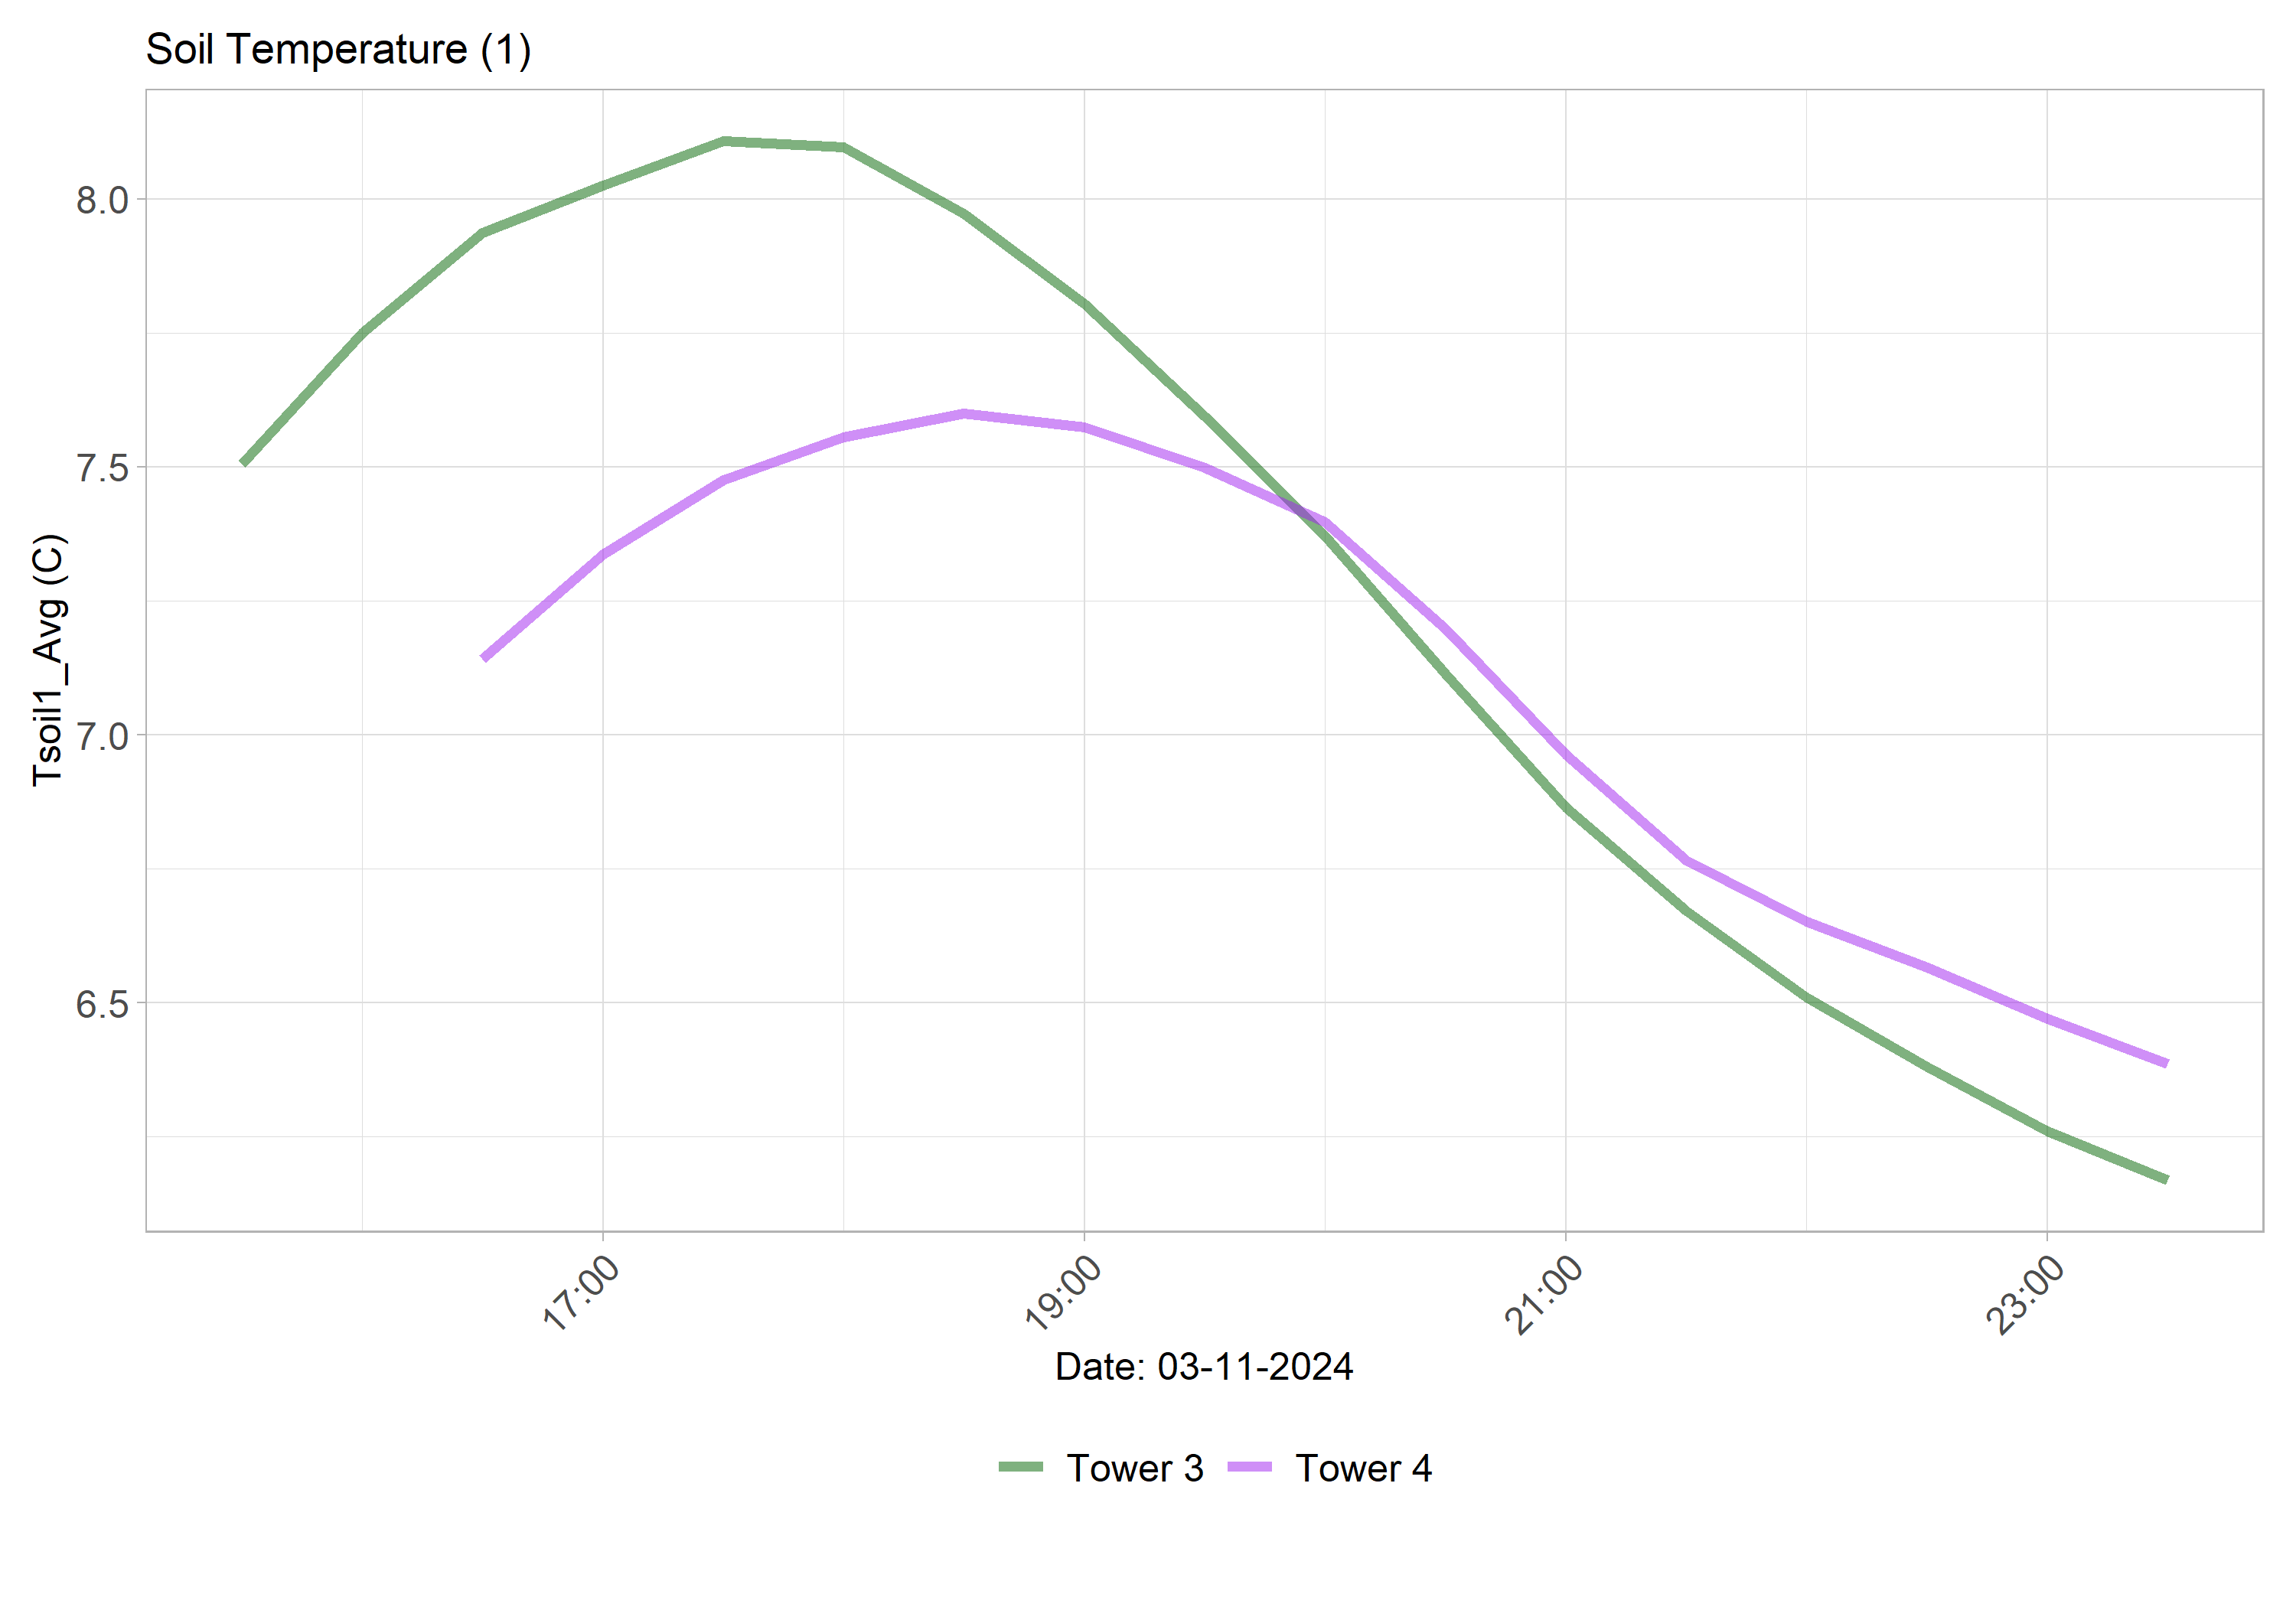 Soil Temperature (1)
Tsoil1_Avg (C)
8.0
7.5
7.0
6.5
17:00
19:00
21:00
23:00
Date: 03-11-2024
Tower 3
Tower 4